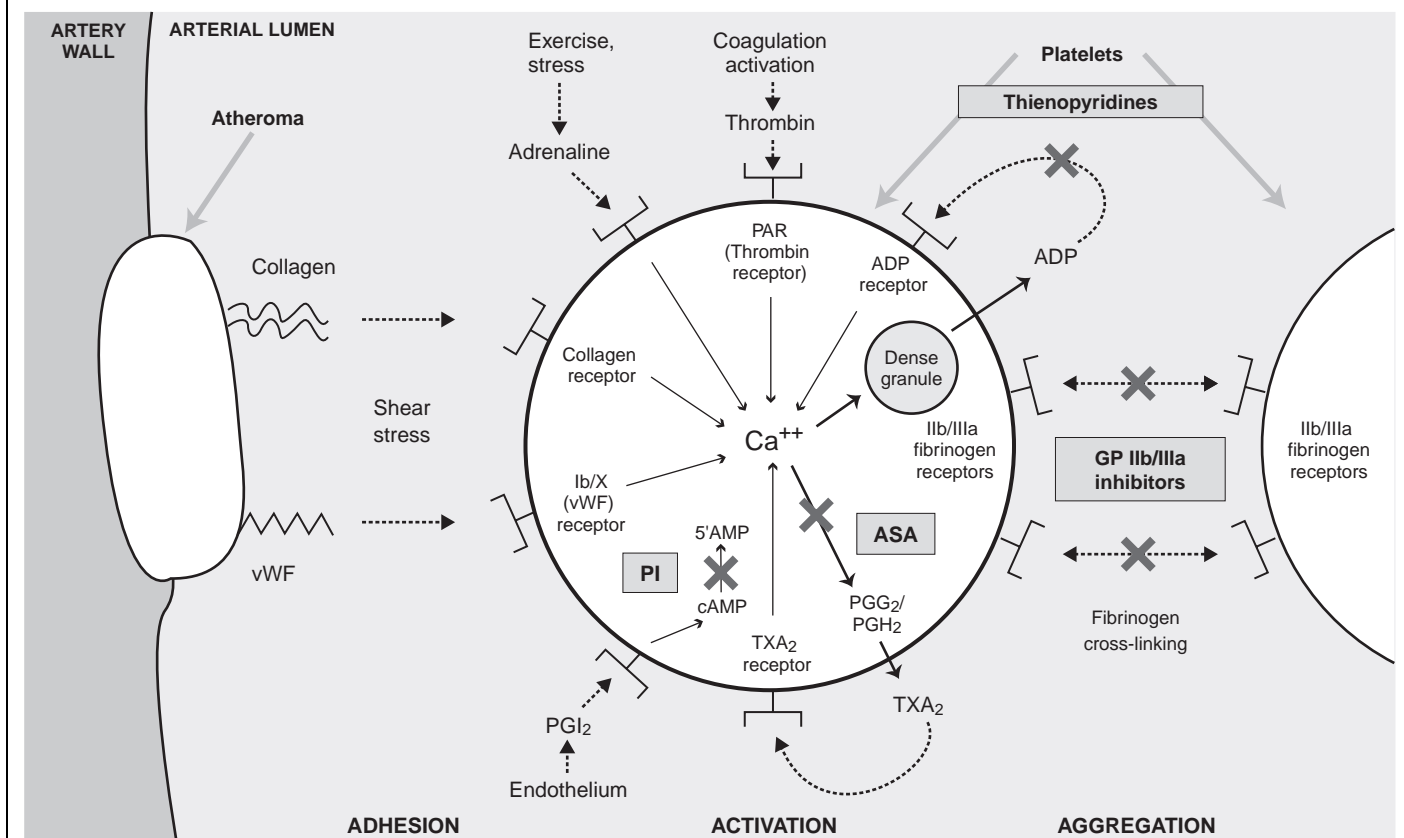 ARTERY
WALL
ARTERIAL LUMEN
Atheroma
Exercise,
stress
Adrenaline
Coagulation
activation
Thrombin
Platelets
Thienopyridines
Collagen
PAR
(Thrombin
receptor)
ADP
receptor
ADP
Dense
granule
Collagen
receptor
Shear
stress
Ca++
IIb/IIIa
fibrinogen
receptors
GP IIb/IIIa
inhibitors
IIb/IIIa
fibrinogen
receptors
Ib/X
(vWF)
receptor
vWF
5'AMP
PI
cAMP
ASA
PGG2/
PGH2
TXA2
receptor
Fibrinogen
cross-linking
TXA2
PGI2
Endothelium
ADHESION
ACTIVATION
AGGREGATION